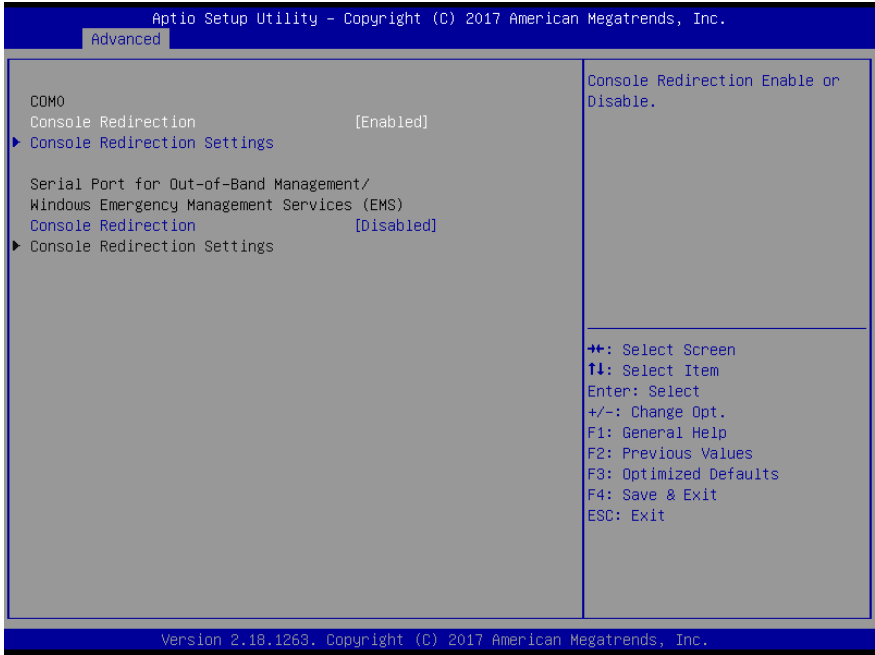 Aptio Setup Utility – Copyright (C) 2017 American Megatrends, Inc.
Advanced
COM0
Console Redirection [Enabled]
Console Redirection Settings
Serial Port for Out-of-Band Management/
Windows Emergency Management Services (EMS)
Console Redirection [Disabled]
Console Redirection Settings
Console Redirection Enable or
Disable.
→←: Select Screen
↑↓: Select Item
Enter: Select
+/-: Change Opt.
F1: General Help
F2: Previous Values
F3: Optimized Defaults
F4: Save & Exit
ESC: Exit
Version 2.18.1263. Copyright (C) 2017 American Megatrends, Inc.